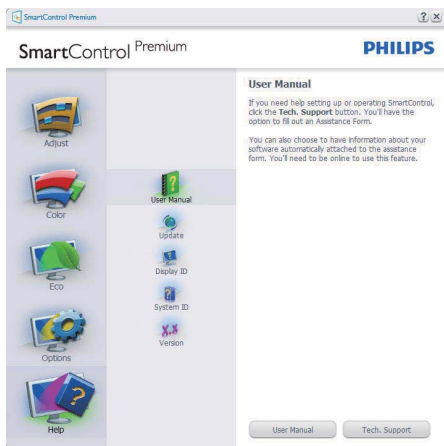 SmartControl Premium
? X
SmartControl Premium
PHILIPS
Adjust
Color
Eco
Options
Help
User Manual
Update
Display ID
System ID
X.X
Version
User Manual
If you need help setting up or operating SmartControl,
click the Tech. Support button. You'll have the
option to fill out an Assistance Form.
You can also choose to have information about your
software automatically attached to the assistance
form. You'll need to be online to use this feature.
User Manual
Tech. Support